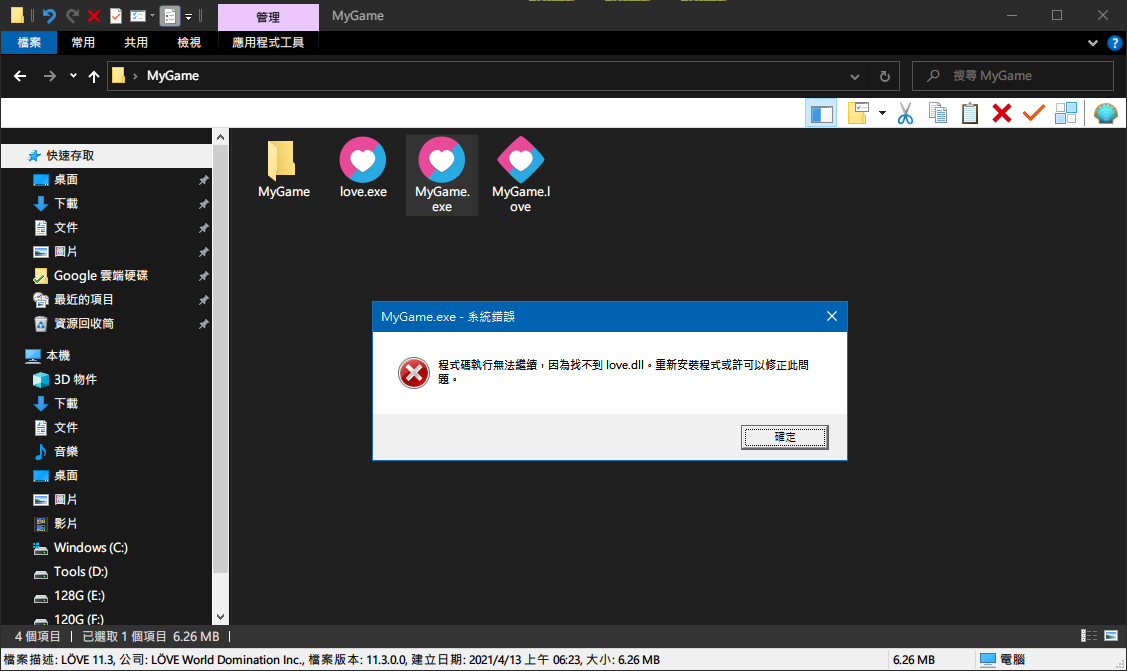 管理
MyGame
檔案
常用
共用
檢視
應用程式工具
MyGame
搜尋 MyGame
快速存取
桌面
下載
文件
圖片
Google 雲端硬碟
最近的項目
資源回收筒
本機
3D 物件
下載
文件
音樂
桌面
圖片
影片
Windows (C:)
Tools (D:)
128G (E:)
120G (F:)
MyGame
love.exe
MyGame.
exe
MyGame.l
ove
MyGame.exe - 系統錯誤
程式碼執行無法繼續，因為找不到 love.dll。重新安裝程式或許可以修正此問
題。
確定
4 個項目
已選取 1 個項目 6.26 MB
檔案描述: LÖVE 11.3, 公司: LÖVE World Domination Inc., 檔案版本: 11.3.0.0, 建立日期: 2021/4/13 上午 06:23, 大小: 6.26 MB
6.26 MB
電腦